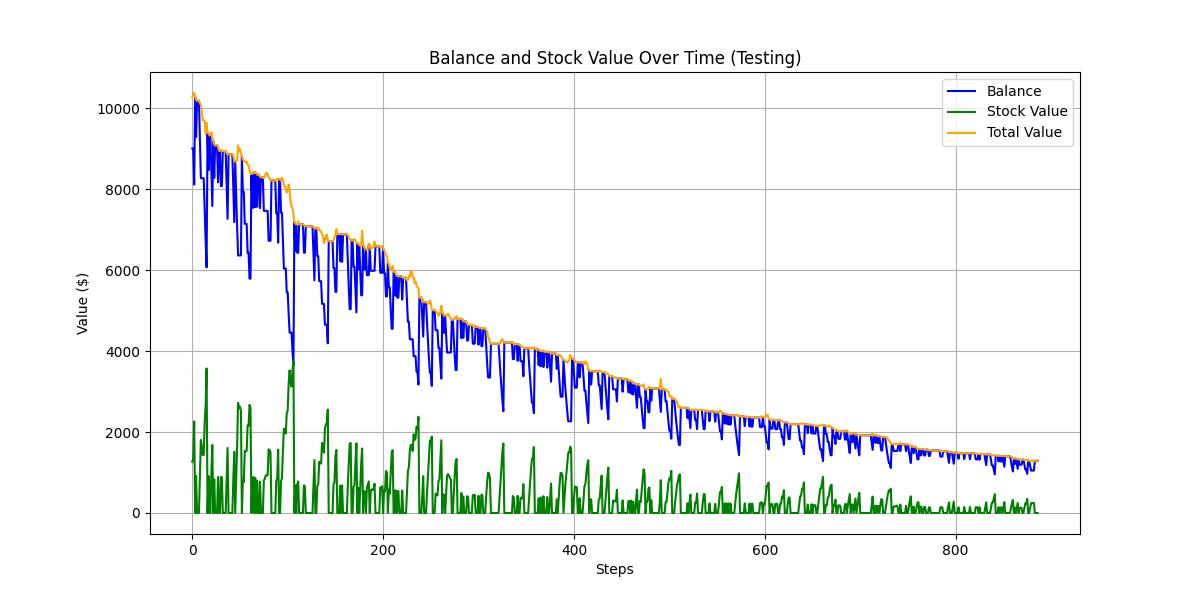 Balance and Stock Value Over Time (Testing)
Balance
Stock Value
Total Value
Value ($)
10000
8000
6000
4000
2000
0
0 200 400 600 800
Steps